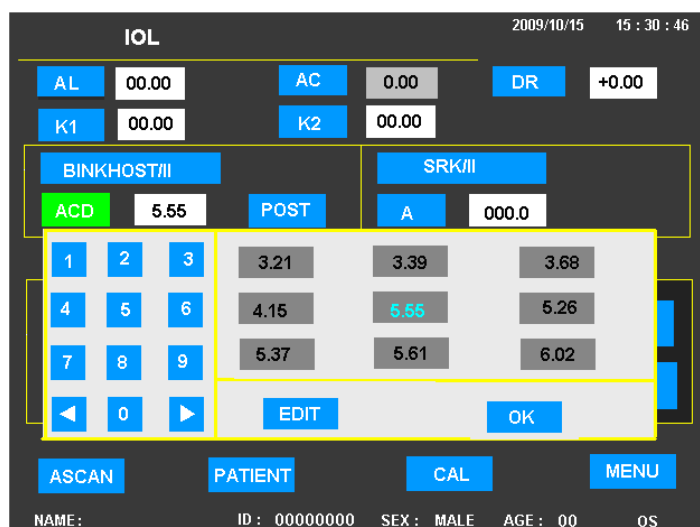 IOL 2009/10/15 15 : 30 : 46
AL 00.00 AC 0.00 DR +0.00
K1 00.00 K2 00.00
BINKHOST/II SRK/II
ACD 5.55 POST A 000.0
1 2 3 3.21 3.39 3.68
4 5 6 4.15 5.55 5.26
7 8 9 5.37 5.61 6.02
◀ 0 ▶ EDIT OK
ASCAN PATIENT CAL MENU
NAME : ID : 00000000 SEX : MALE AGE : 00 OS